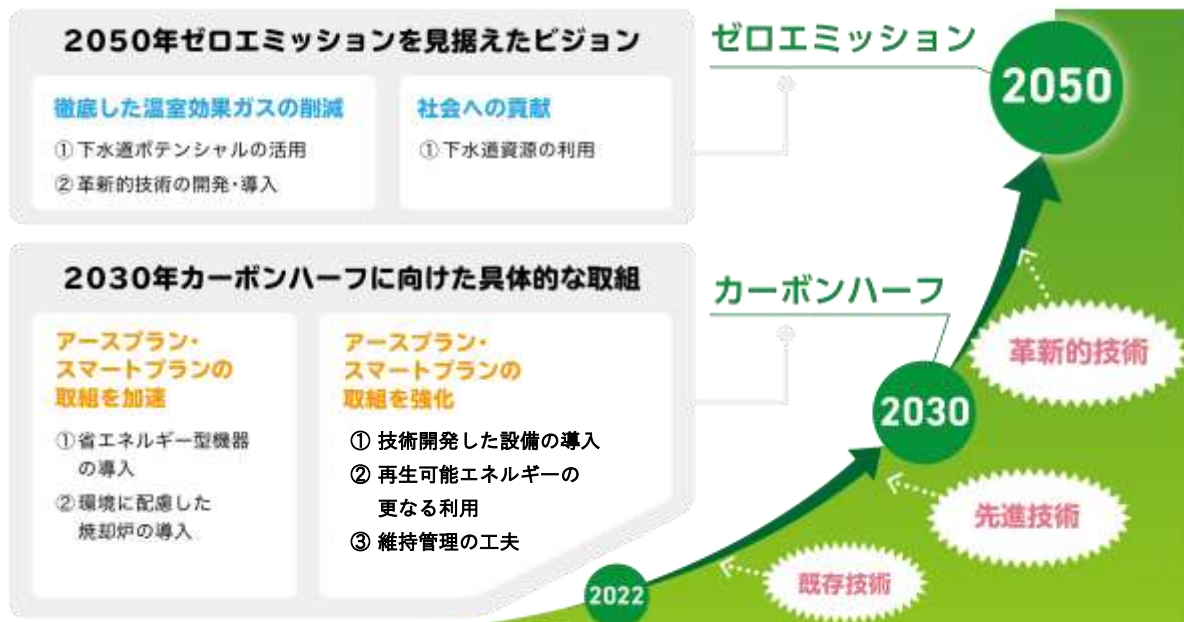 2050年ゼロエミッションを見据えたビジョン
徹底した温室効果ガスの削減
①下水道ポテンシャルの活用
②革新的技術の開発・導入
社会への貢献
①下水道資源の利用
ゼロエミッション
2050
2030年カーボンハーフに向けた具体的な取組
アースプラン・
スマートプランの
取組を加速
①省エネルギー型機器
の導入
②環境に配慮した
焼却炉の導入
アースプラン・
スマートプランの
取組を強化
① 技術開発した設備の導入
② 再生可能エネルギーの
更なる利用
③ 維持管理の工夫
カーボンハーフ
2030
革新的技術
先進技術
既存技術
2022